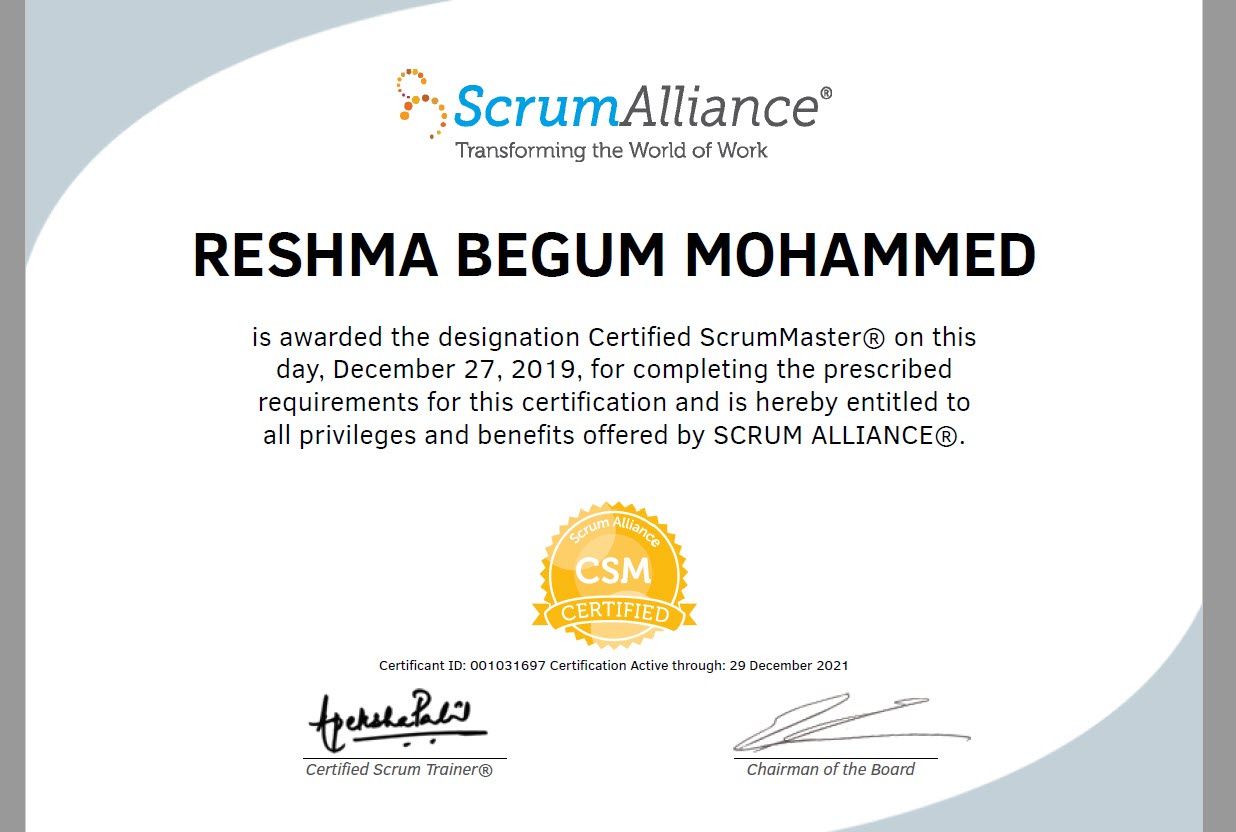 ScrumAlliance®
Transforming the World of Work
RESHMA BEGUM MOHAMMED
is awarded the designation Certified ScrumMaster® on this
day, December 27, 2019, for completing the prescribed
requirements for this certification and is hereby entitled to
all privileges and benefits offered by SCRUM ALLIANCE®.
Scrum Alliance
CSM
CERTIFIED
Certificant ID: 001031697 Certification Active through: 29 December 2021
Certified Scrum Trainer®
Chairman of the Board